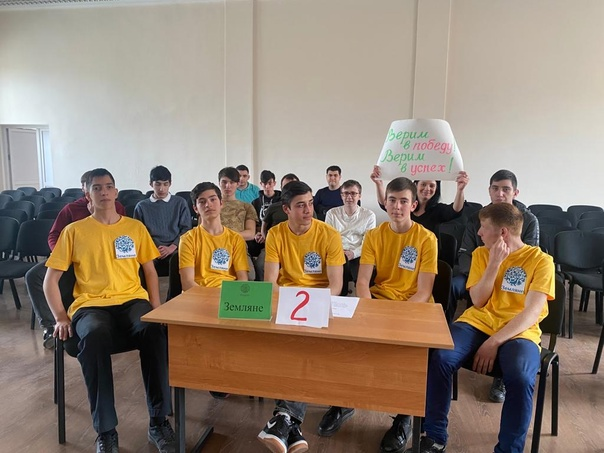 Верим
в победу
Верим
в успех!
Земляне
2